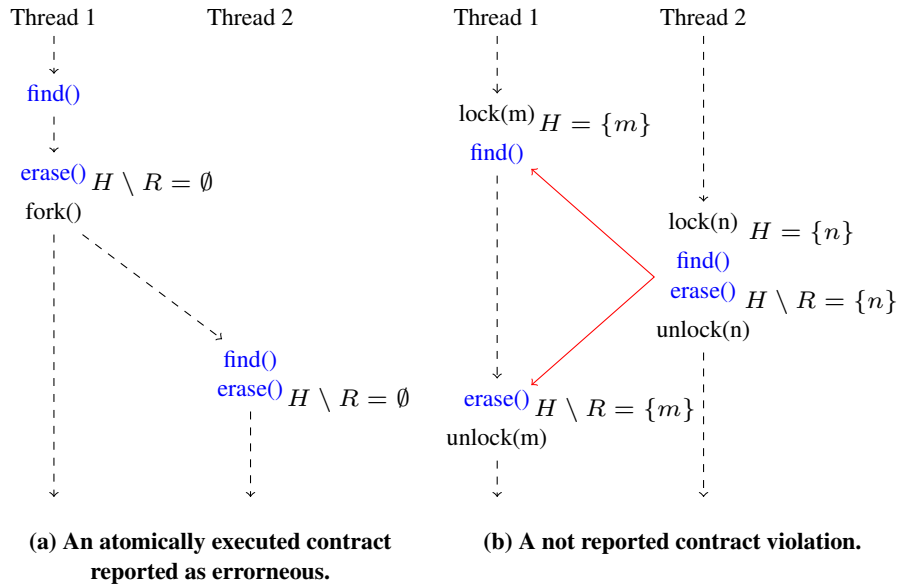 Thread 1
Thread 2
find()
erase() H \ R = ∅
fork()
find()
erase() H \ R = ∅
(a) An atomically executed contract
reported as errorneous.
Thread 1
Thread 2
lock(m) H = {m}
find()
lock(n) H = {n}
find()
erase() H \ R = {n}
unlock(n)
erase() H \ R = {m}
unlock(m)
(b) A not reported contract violation.